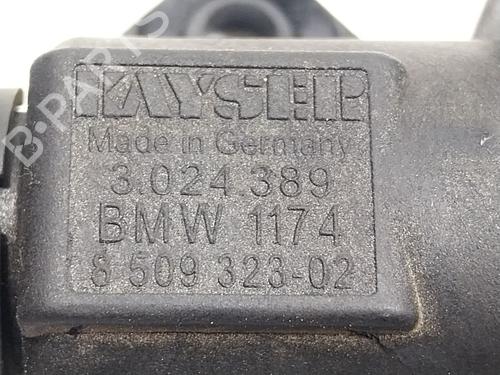 KAYSER
Made in Germany
3.024.389
BMW 1174
8 509 323-02
B-PARTS